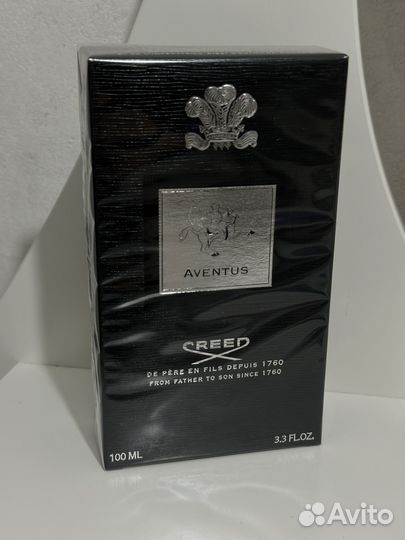 AVENTUS
CREED
DE PÈRE EN FILS DEPUIS 1760
FROM FATHER TO SON SINCE 1760
100 ML
3.3 FL.OZ.
Avito